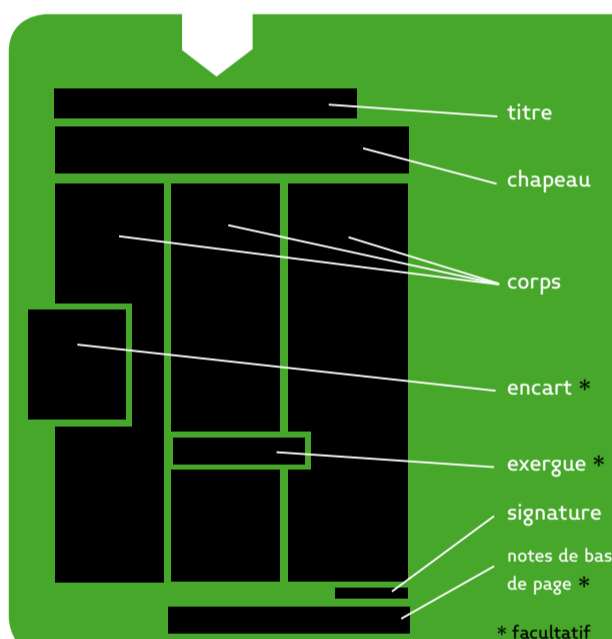 titre
chapeau
corps
encart *
exergue *
signature
notes de bas
de page *
* facultatif